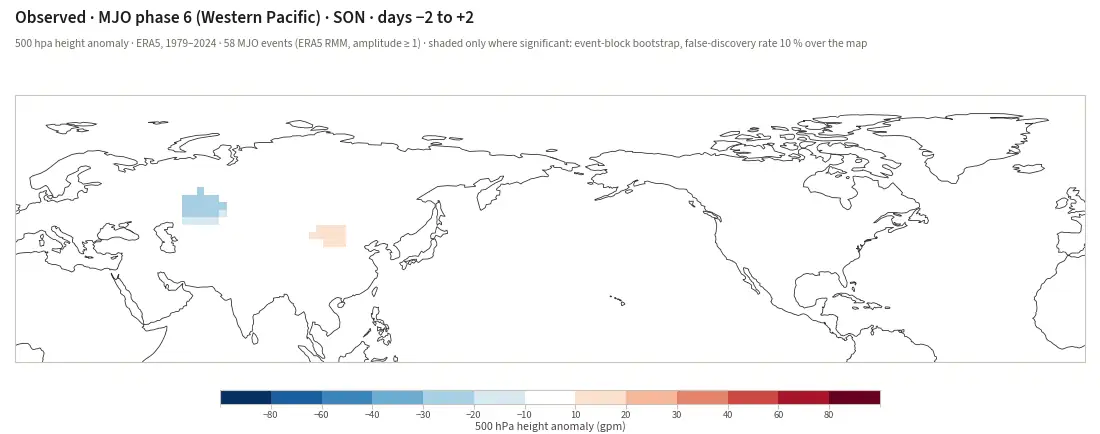 Observed · MJO phase 6 (Western Pacific) · SON · days −2 to +2
500 hpa height anomaly · ERA5, 1979–2024 · 58 MJO events (ERA5 RMM, amplitude ≥ 1) · shaded only where significant: event-block bootstrap, false-discovery rate 10 % over the map
−80 −60 −40 −30 −20 −10 10 20 30 40 60 80
500 hPa height anomaly (gpm)